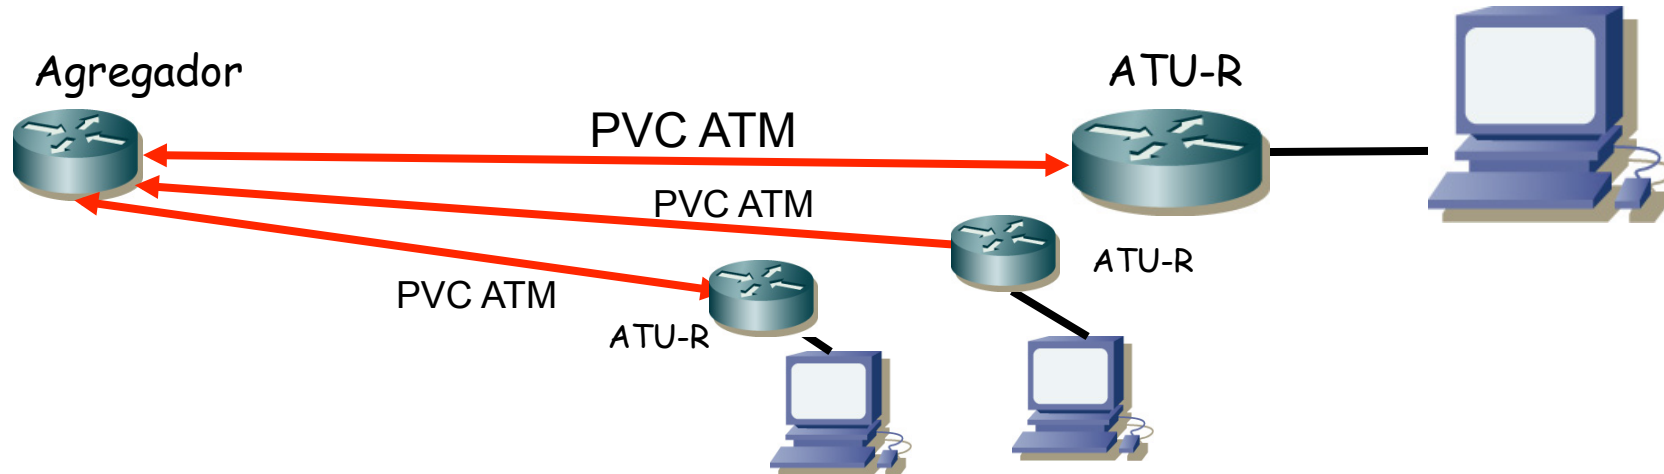 Agregador
ATU-R
PVC ATM
PVC ATM
ATU-R
PVC ATM
ATU-R